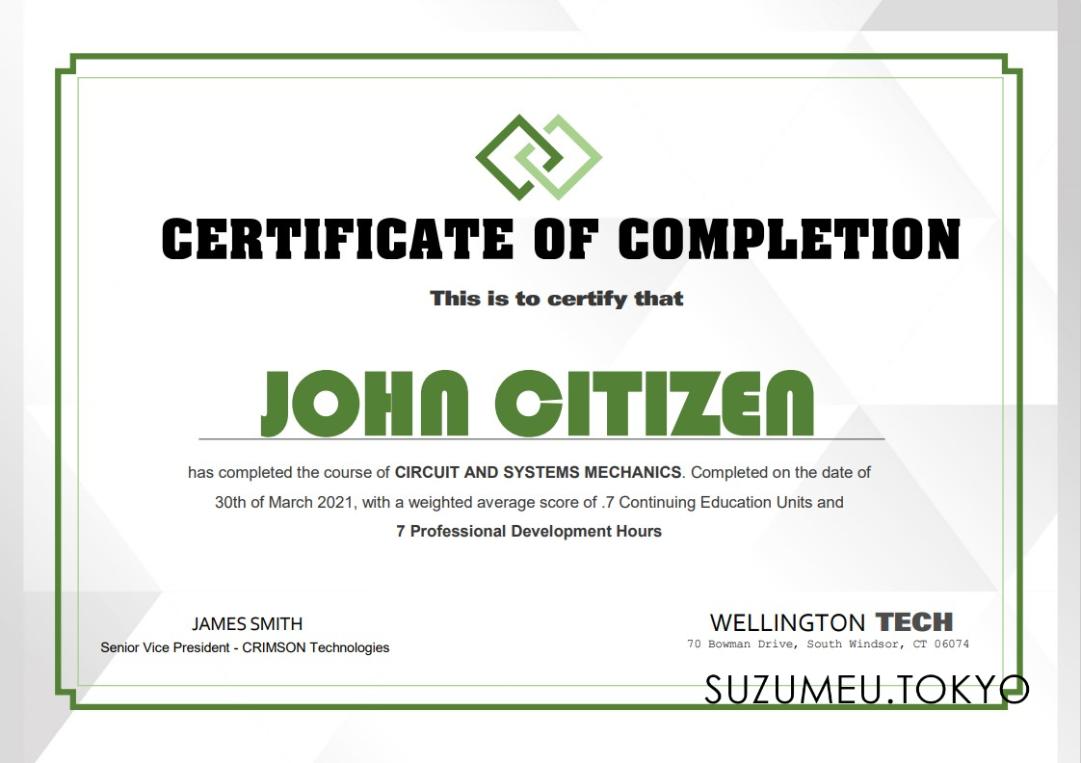 CERTIFICATE OF COMPLETION
This is to certify that
JOHN CITIZEN
has completed the course of CIRCUIT AND SYSTEMS MECHANICS. Completed on the date of
30th of March 2021, with a weighted average score of .7 Continuing Education Units and
7 Professional Development Hours
JAMES SMITH
Senior Vice President - CRIMSON Technologies
WELLINGTON TECH
70 Bowman Drive, South Windsor, CT 06074
SUZUMEU.TOKYO